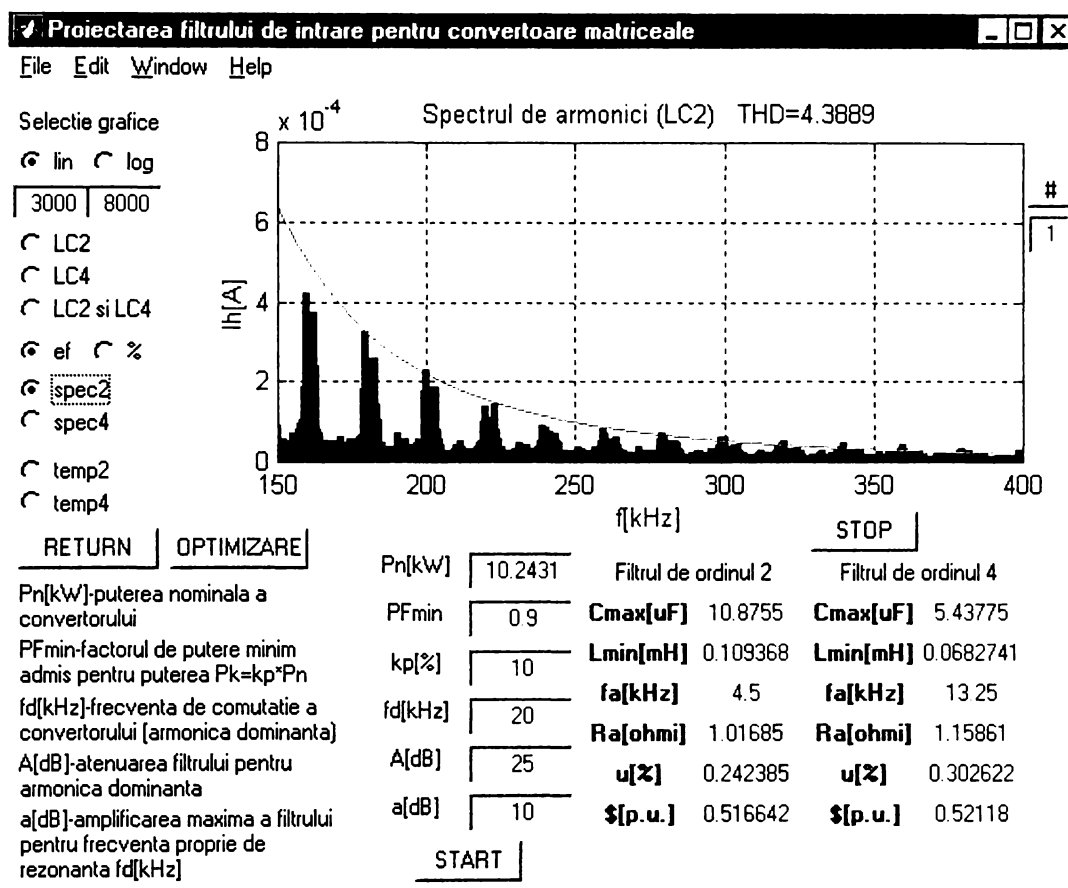 Proiectarea filtrului de intrare pentru convertoare matriceale
File Edit Window Help
Selectie grafice
lin log
3000 8000
LC2
LC4
LC2 si LC4
ef %
spec2
spec4
temp2
temp4
RETURN OPTIMIZARE
x 10^-4
Spectrul de armonici (LC2) THD=4.3889
8
6
4
2
0
Ih[A]
150 200 250 300 350 400
f[kHz]
#
1
STOP
Pn[kW]-puterea nominala a
convertorului
PFmin-factorul de putere minim
admis pentru puterea Pk=kp*Pn
fd[kHz]-frecventa de comutatie a
convertorului (armonica dominanta)
A[dB]-atenuarea filtrului pentru
armonica dominanta
a[dB]-amplificarea maxima a filtrului
pentru frecventa proprie de
rezonanta fd[kHz]
Pn[kW] 10.2431
PFmin 0.9
kp[%] 10
fd[kHz] 20
A[dB] 25
a[dB] 10
START
Filtrul de ordinul 2
Cmax[uF] 10.8755
Lmin[mH] 0.109368
fa[kHz] 4.5
Ra[ohmi] 1.01685
u[%] 0.242385
$[p.u.] 0.516642
Filtrul de ordinul 4
Cmax[uF] 5.43775
Lmin[mH] 0.0682741
fa[kHz] 13.25
Ra[ohmi] 1.15861
u[%] 0.302622
$[p.u.] 0.52118